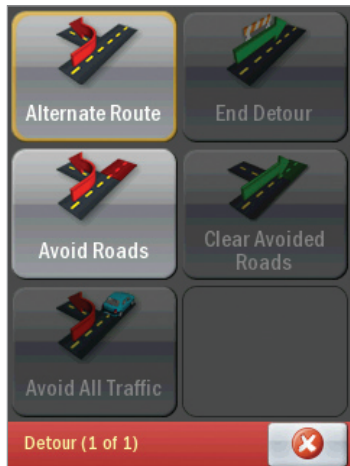 Alternate Route
End Detour
Avoid Roads
Clear Avoided
Roads
Avoid All Traffic
Detour (1 of 1)